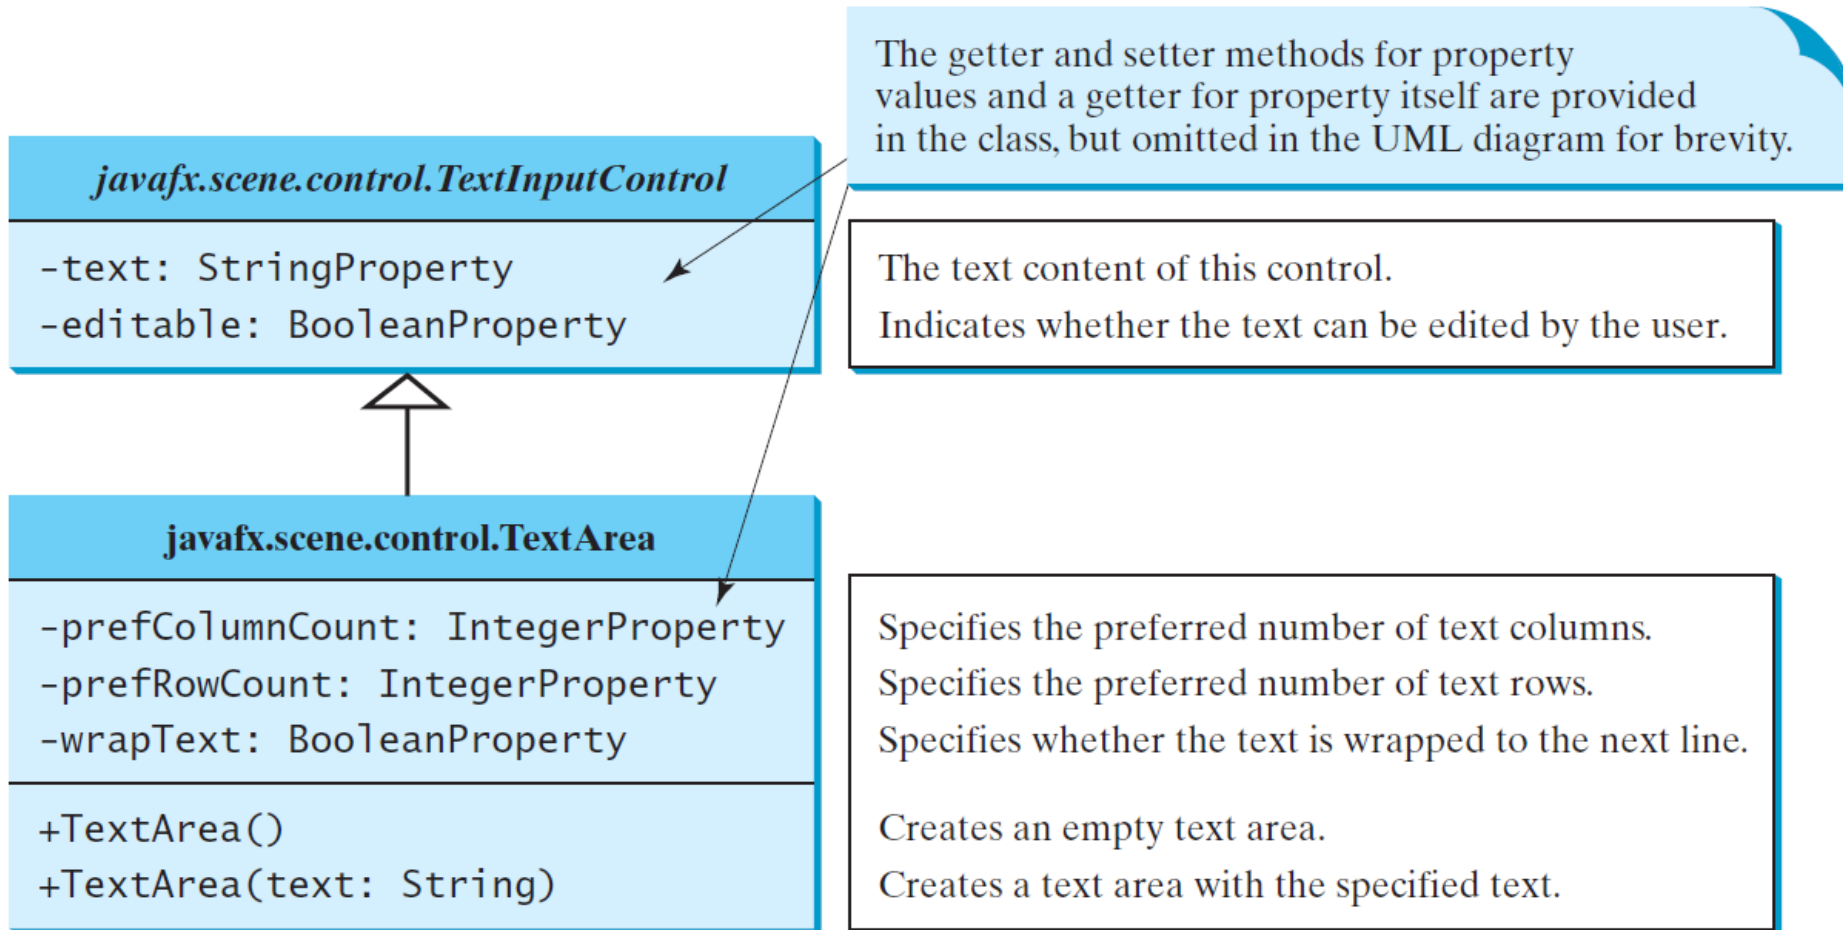 The getter and setter methods for property
values and a getter for property itself are provided
in the class, but omitted in the UML diagram for brevity.
javafx.scene.control.TextInputControl
-text: StringProperty
-editable: BooleanProperty
The text content of this control.
Indicates whether the text can be edited by the user.
javafx.scene.control.TextArea
-prefColumnCount: IntegerProperty
-prefRowCount: IntegerProperty
-wrapText: BooleanProperty
+TextArea()
+TextArea(text: String)
Specifies the preferred number of text columns.
Specifies the preferred number of text rows.
Specifies whether the text is wrapped to the next line.
Creates an empty text area.
Creates a text area with the specified text.